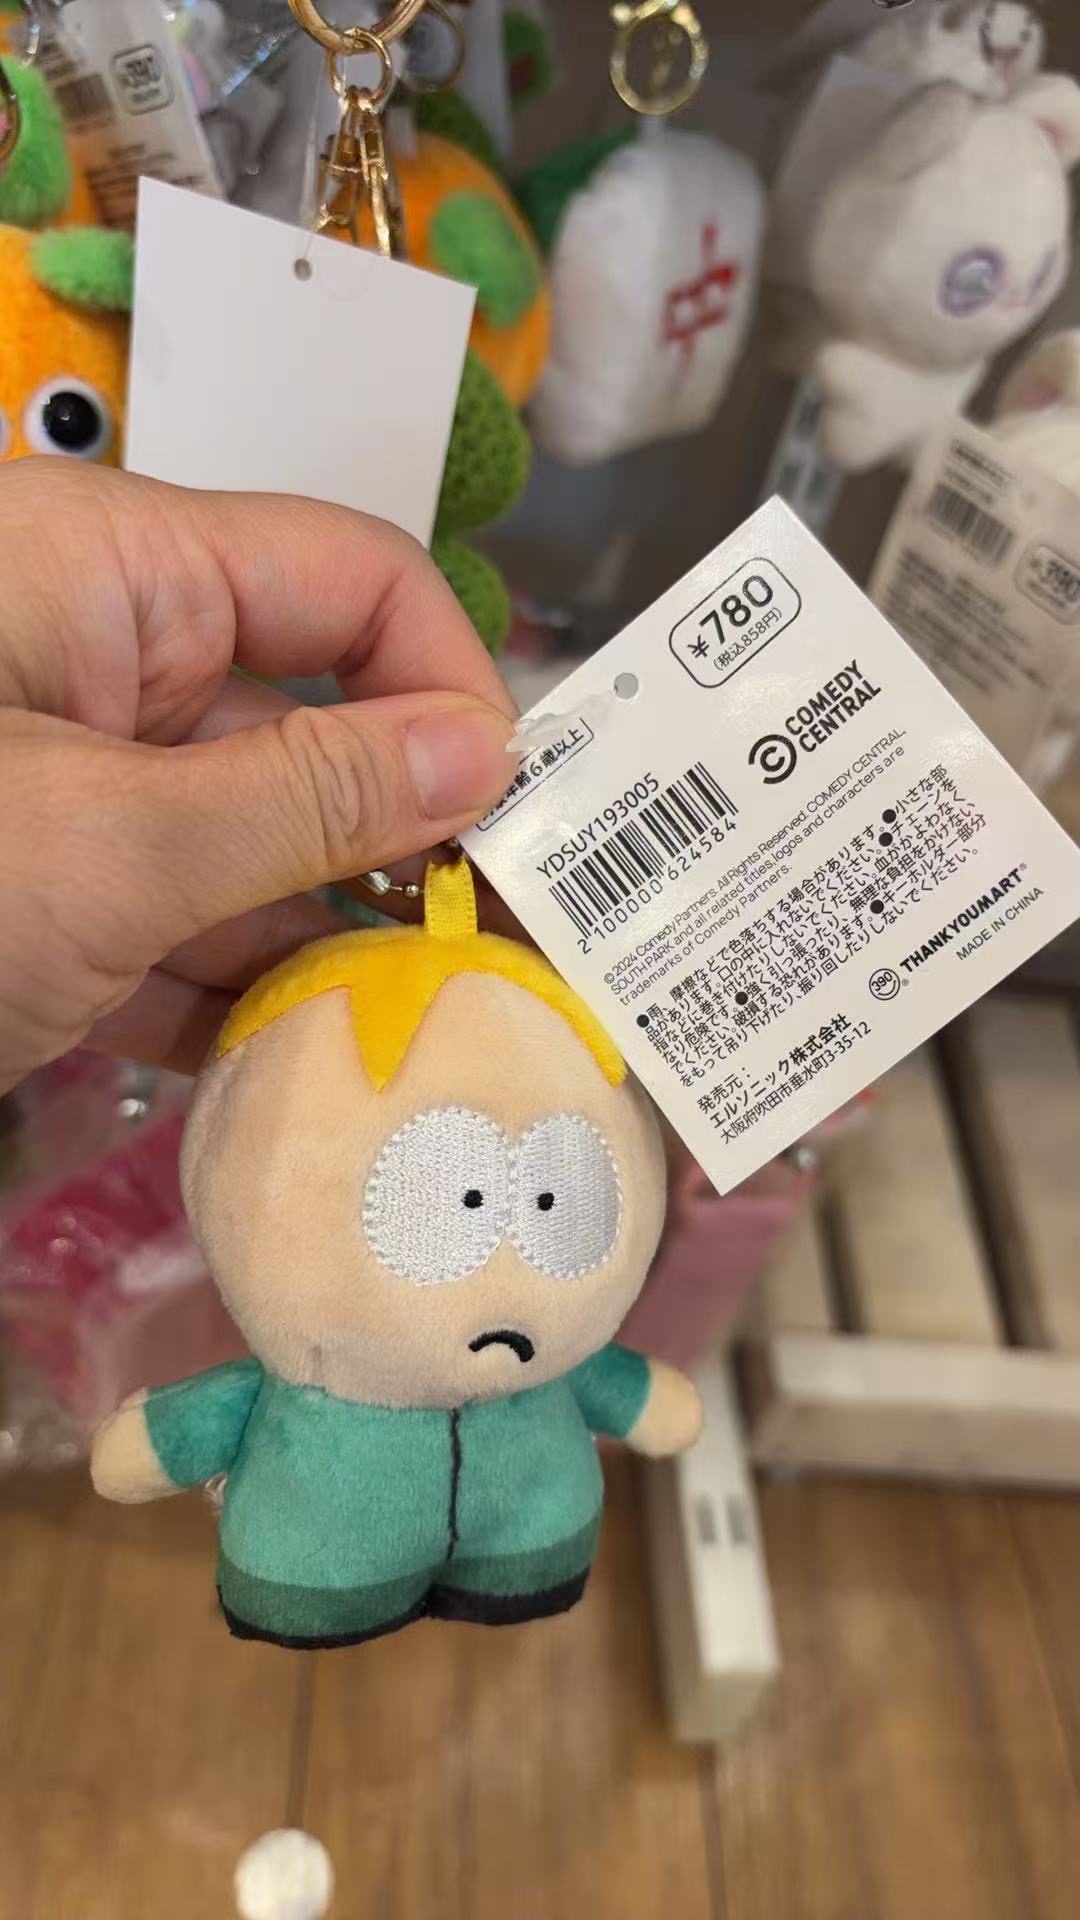 ¥780
(税込858円)
COMEDY
CENTRAL
年齢6歳以上
YDSUY193005
2 100000 624584
©2024 Comedy Partners. All Rights Reserved. COMEDY CENTRAL,
SOUTH PARK and all related titles, logos and characters are
trademarks of Comedy Partners.
●雨、摩擦などで色落ちする場合があります。●小さな部
品があります。口の中に入れないでください。●チェーンを
指などに巻き付けたりしないでください。血がかよわなく
なり危険です。●強く引っ張ったり、無理な負担をかけない
でください。破損する恐れがあります。●キーホルダー部分
をもって吊り下げたり、振り回したりしないでください。
発売元：
エルソニック株式会社
大阪府吹田市垂水町3-35-12
390 THANKYOUMART®
MADE IN CHINA
中
¥390